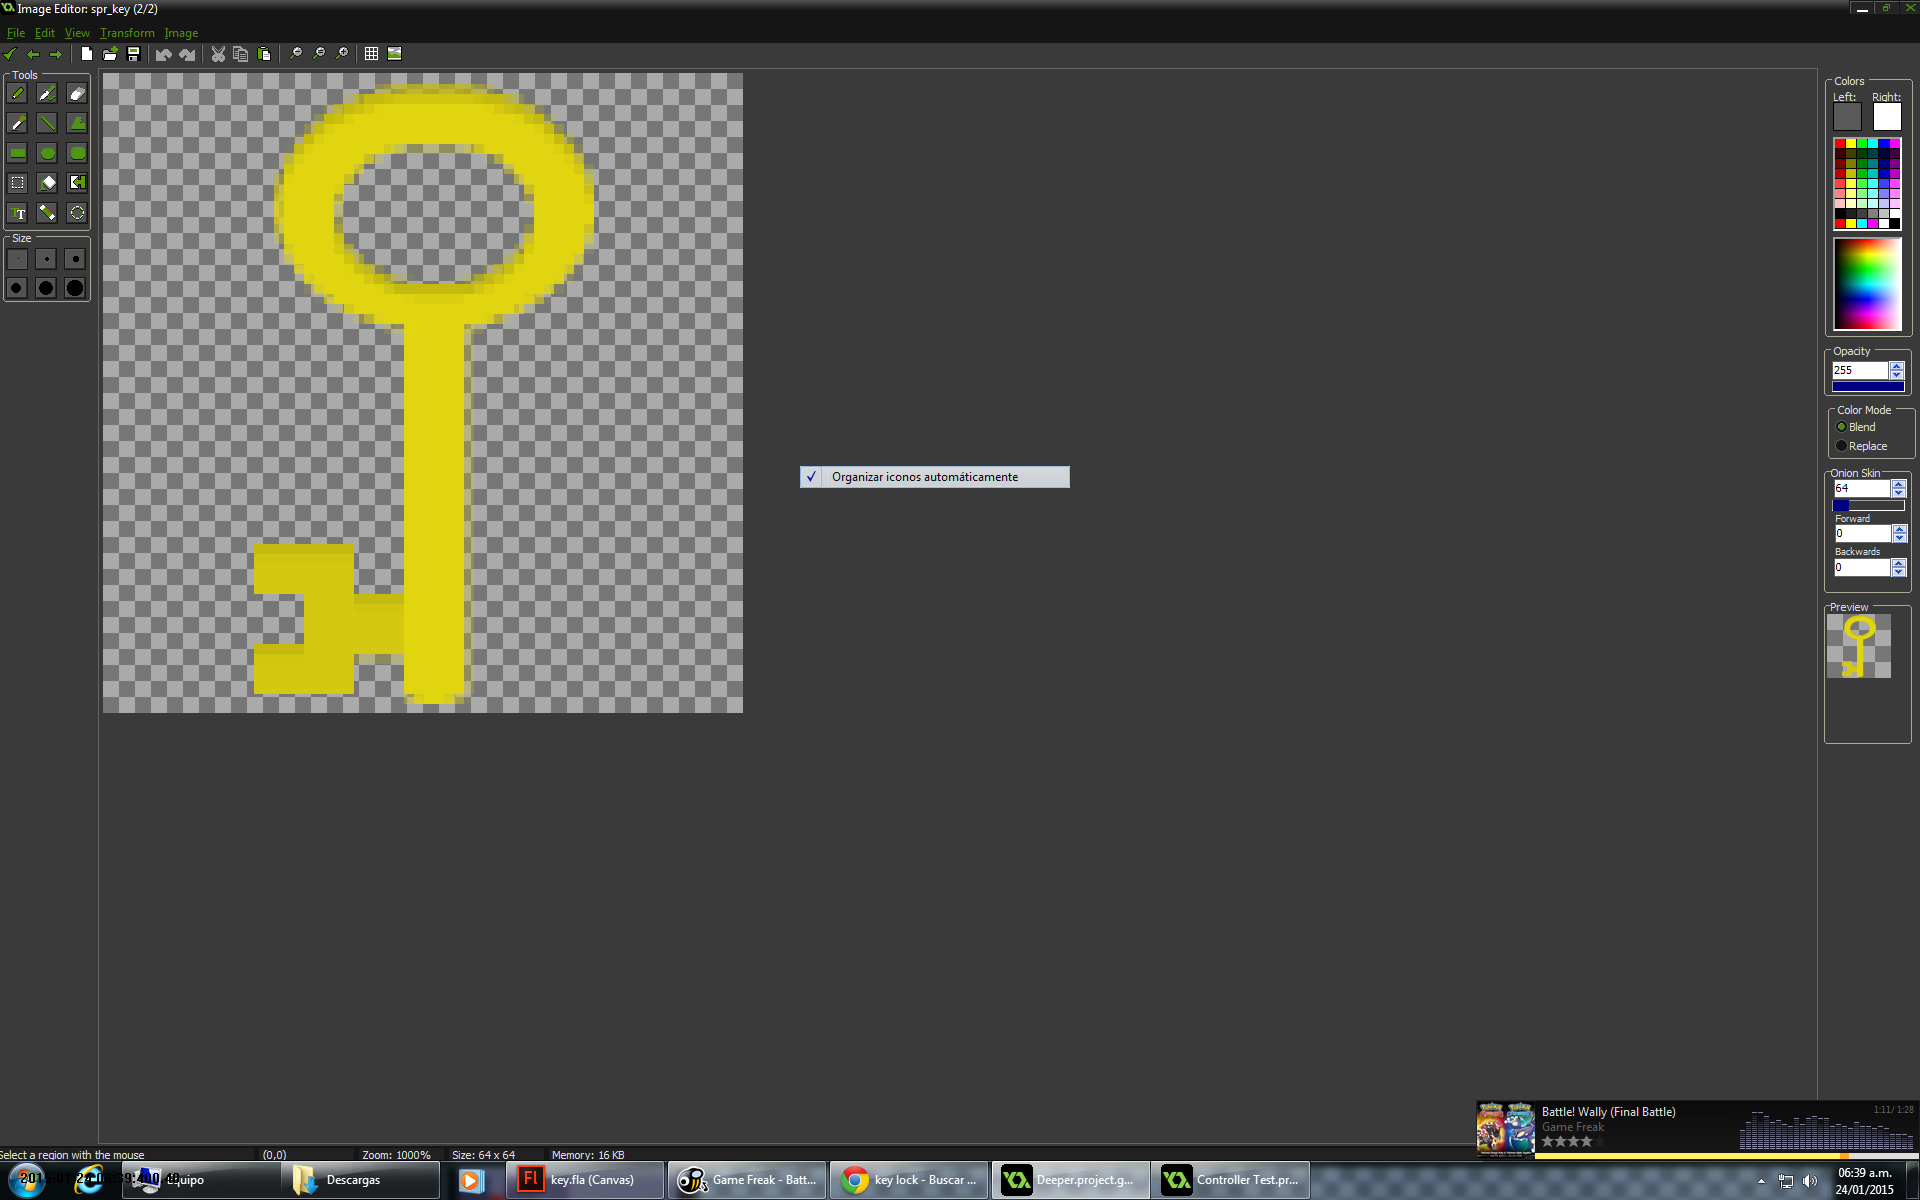 Image Editor: spr_key (2/2)
File Edit View Transform Image
Tools
Size
Colors
Left: Right:
Opacity
255
Color Mode
Blend
Replace
Onion Skin
64
Forward
0
Backwards
0
Preview
Organizar iconos automáticamente
Battle! Wally (Final Battle)
1:11/ 1:28
Game Freak
Select a region with the mouse
(0,0)
Zoom: 1000%
Size: 64 x 64
Memory: 16 KB
Equipo
Descargas
Fl
key.fla (Canvas)
Game Freak - Batt...
key lock - Buscar ...
Deeper.project.g...
Controller Test.pr...
06:39 a.m.
24/01/2015